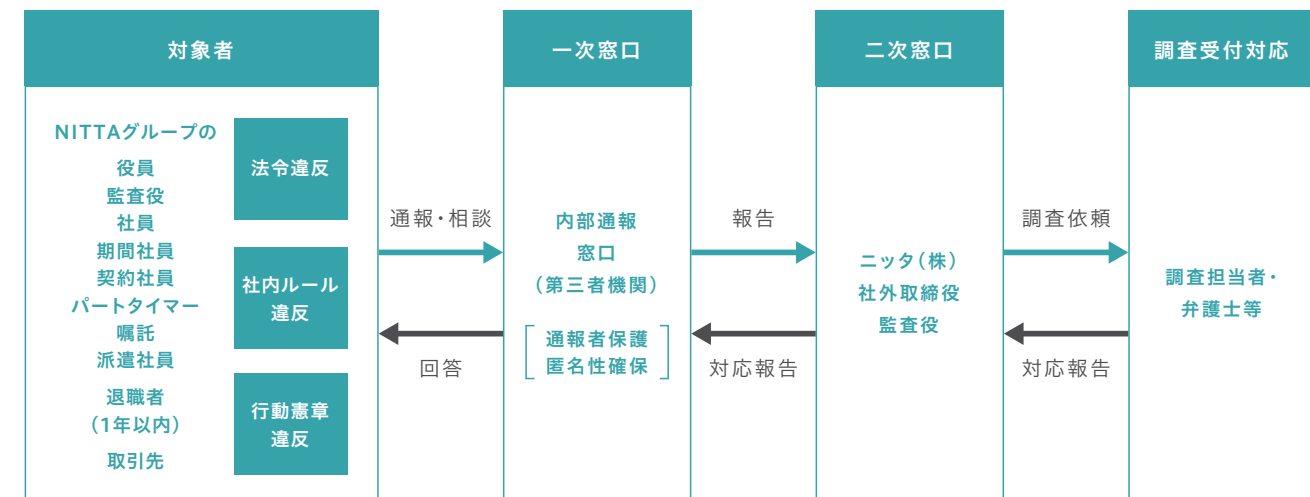 対象者
NITTAグループの
役員
監査役
社員
期間社員
契約社員
パートタイマー
嘱託
派遣社員
退職者
（1年以内）
取引先
法令違反
社内ルール
違反
行動憲章
違反
通報・相談
回答
一次窓口
内部通報
窓口
（第三者機関）
通報者保護
匿名性確保
報告
対応報告
二次窓口
ニッタ（株）
社外取締役
監査役
調査依頼
対応報告
調査受付対応
調査担当者・
弁護士等